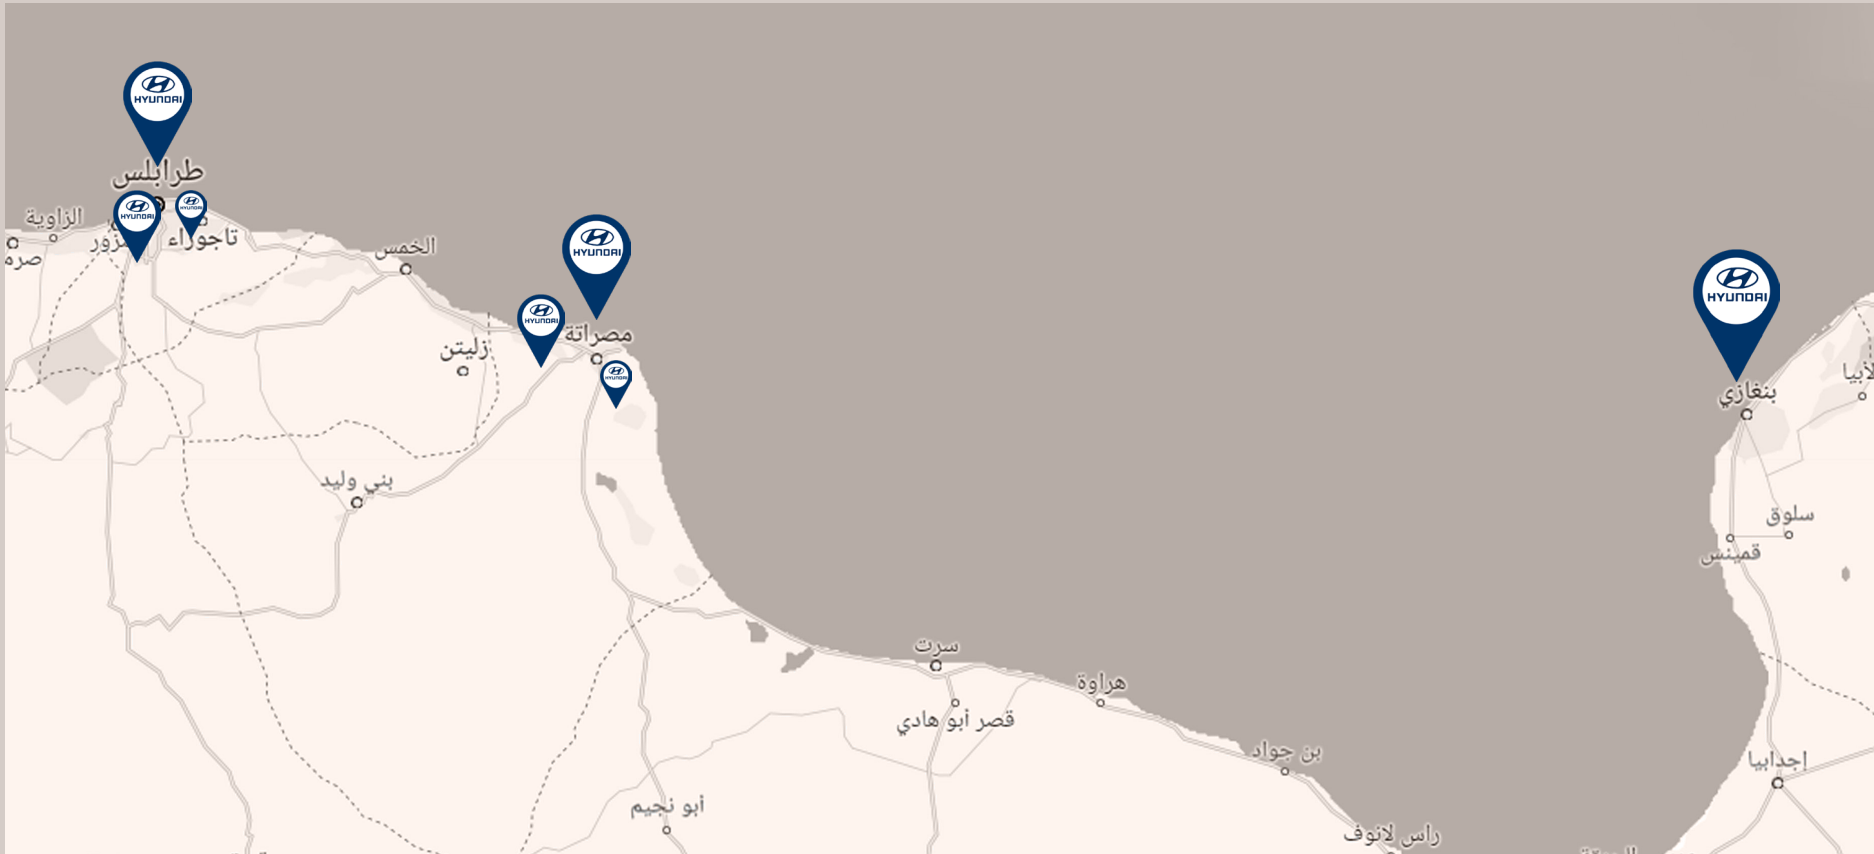 HYUNDAI
طرابلس
HYUNDAI
HYUNDAI
الزاوية
تاجوراء
الخمس
HYUNDAI
HYUNDAI
مصراتة
زليتن
HYUNDAI
HYUNDAI
بنغازي
بني وليد
سلوق
قمينس
سرت
هراوة
قصر أبو هادي
بن جواد
إجدابيا
أبو نجيم
راس لانوف